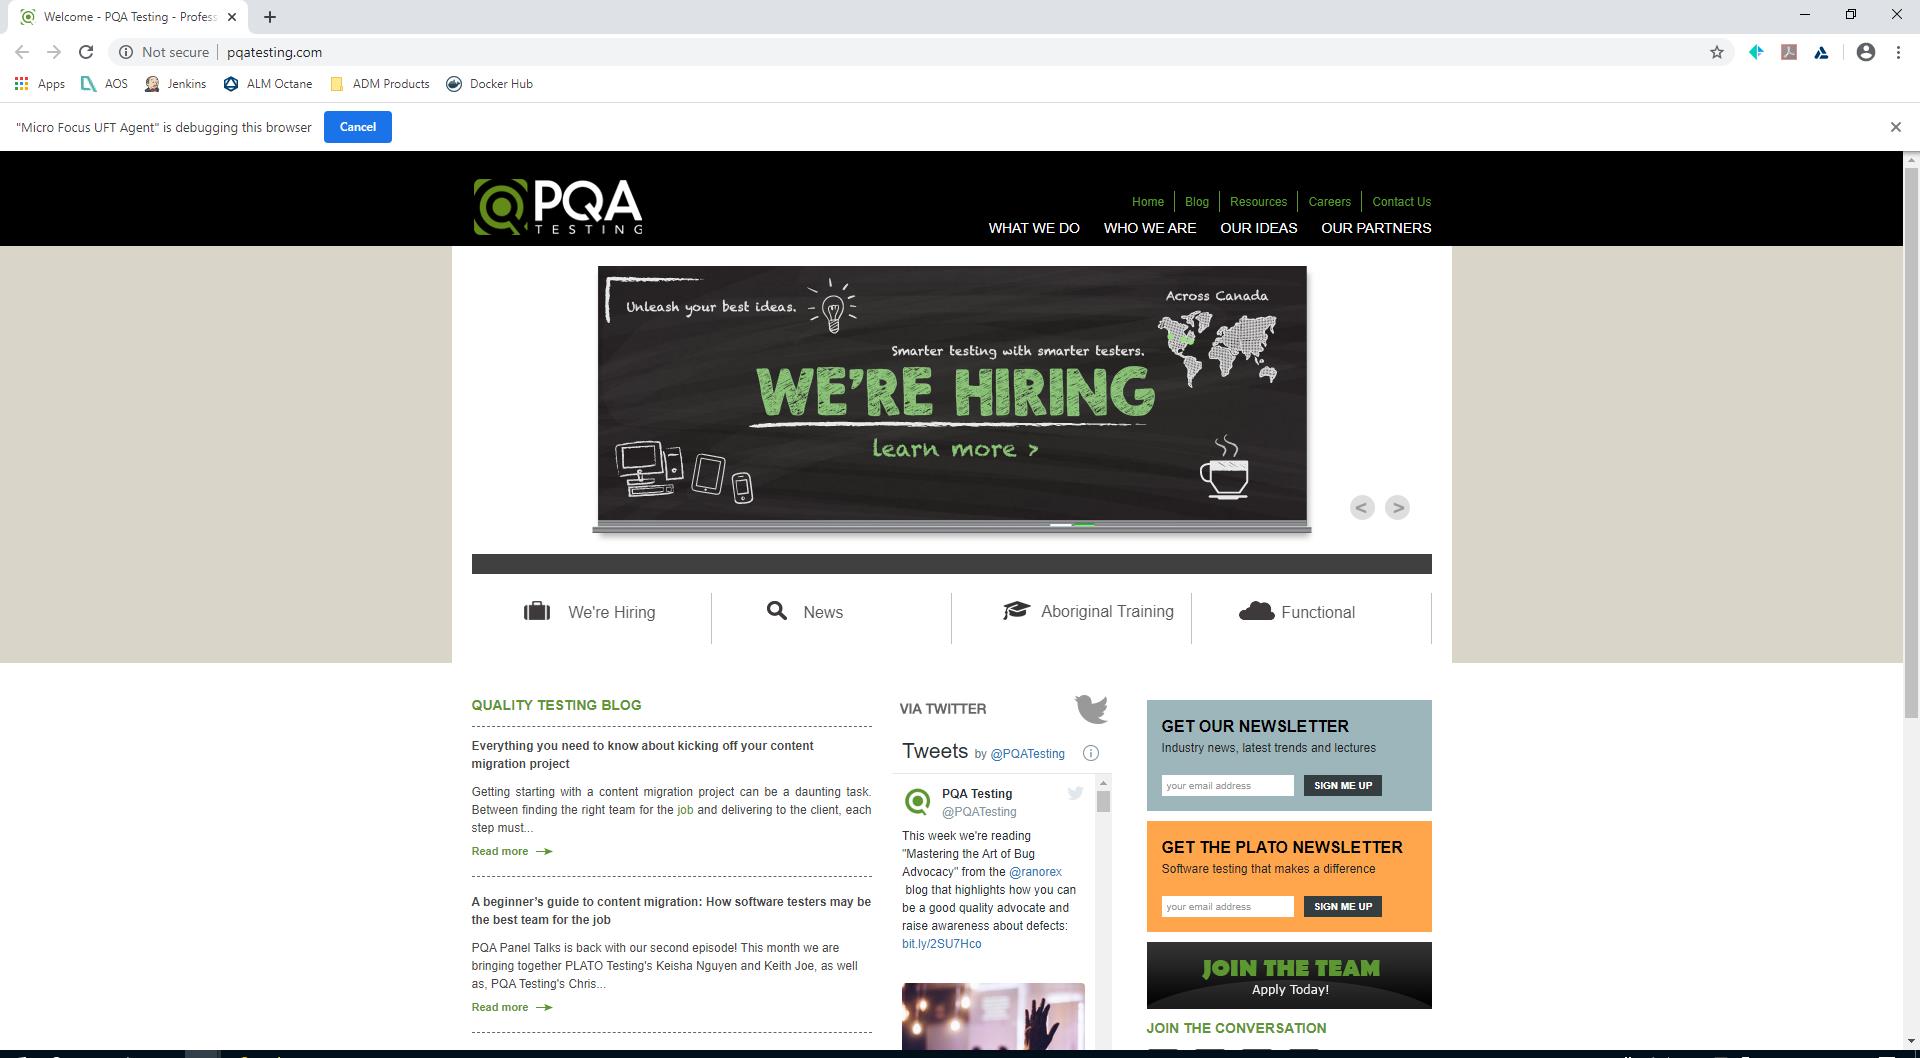 Welcome - PQA Testing - Profess
Not secure
pqatesting.com
Apps
AOS
Jenkins
ALM Octane
ADM Products
Docker Hub
"Micro Focus UFT Agent" is debugging this browser
Cancel
PQA
TESTING
Home
Blog
Resources
Careers
Contact Us
WHAT WE DO
WHO WE ARE
OUR IDEAS
OUR PARTNERS
Unleash your best ideas.
Across Canada
Smarter testing with smarter testers.
WE'RE HIRING
learn more >
< >
We're Hiring
News
Aboriginal Training
Functional
QUALITY TESTING BLOG
Everything you need to know about kicking off your content
migration project
Getting starting with a content migration project can be a daunting task.
Between finding the right team for the job and delivering to the client, each
step must...
Read more
A beginner's guide to content migration: How software testers may be
the best team for the job
PQA Panel Talks is back with our second episode! This month we are
bringing together PLATO Testing's Keisha Nguyen and Keith Joe, as well
as, PQA Testing's Chris...
Read more
VIA TWITTER
Tweets by @PQATesting
PQA Testing
@PQATesting
This week we're reading
"Mastering the Art of Bug
Advocacy" from the @ranorex
blog that highlights how you can
be a good quality advocate and
raise awareness about defects:
bit.ly/2SU7Hco
GET OUR NEWSLETTER
Industry news, latest trends and lectures
your email address
SIGN ME UP
GET THE PLATO NEWSLETTER
Software testing that makes a difference
your email address
SIGN ME UP
JOIN THE TEAM
Apply Today!
JOIN THE CONVERSATION